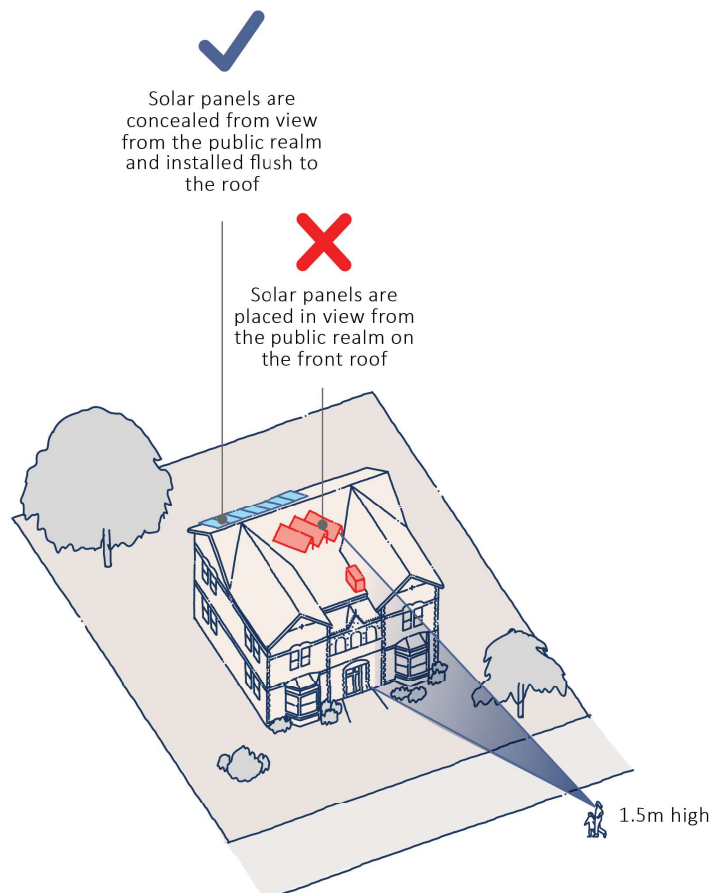 Solar panels are
concealed from view
from the public realm
and installed flush to
the roof
Solar panels are
placed in view from
the public realm on
the front roof
1.5m high